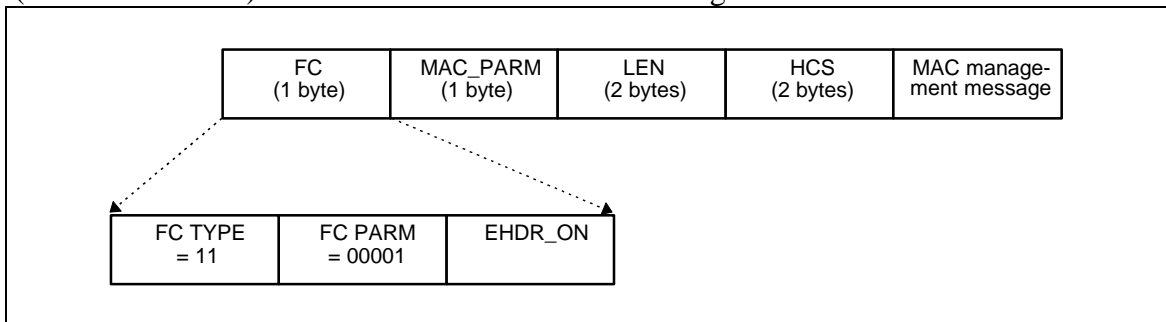 FC
(1 byte)
MAC_PARM
(1 byte)
LEN
(2 bytes)
HCS
(2 bytes)
MAC manage-
ment message
FC TYPE
= 11
FC PARM
= 00001
EHDR_ON